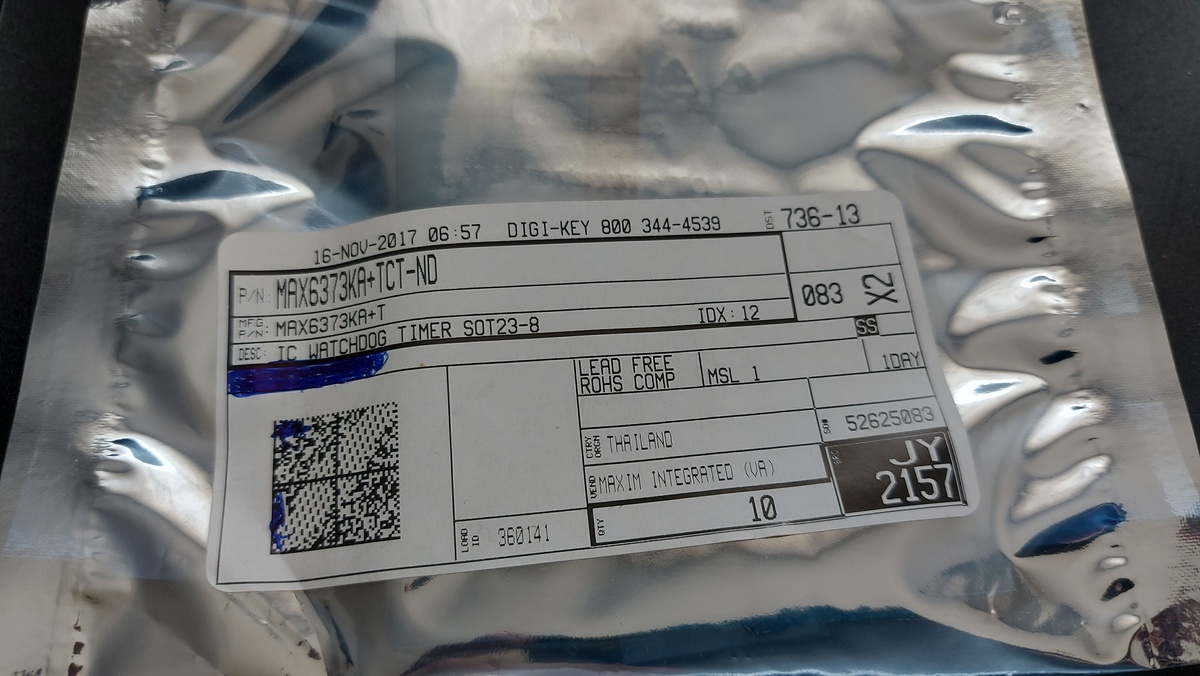 16-NOV-2017 06:57 DIGI-KEY 800 344-4539
DST 736-13
P/N: MAX6373KA+TCT-ND
083 X2
MFG P/N: MAX6373KA+T
IDX: 12
DESC: IC WATCHDOG TIMER SOT23-8
SS
LEAD FREE
ROHS COMP
MSL 1
1DAY
SO# 52625083
CTRY ORGN THAILAND
VEND MAXIM INTEGRATED (VA)
JY
2157
QTY 10
LOAD ID 360141